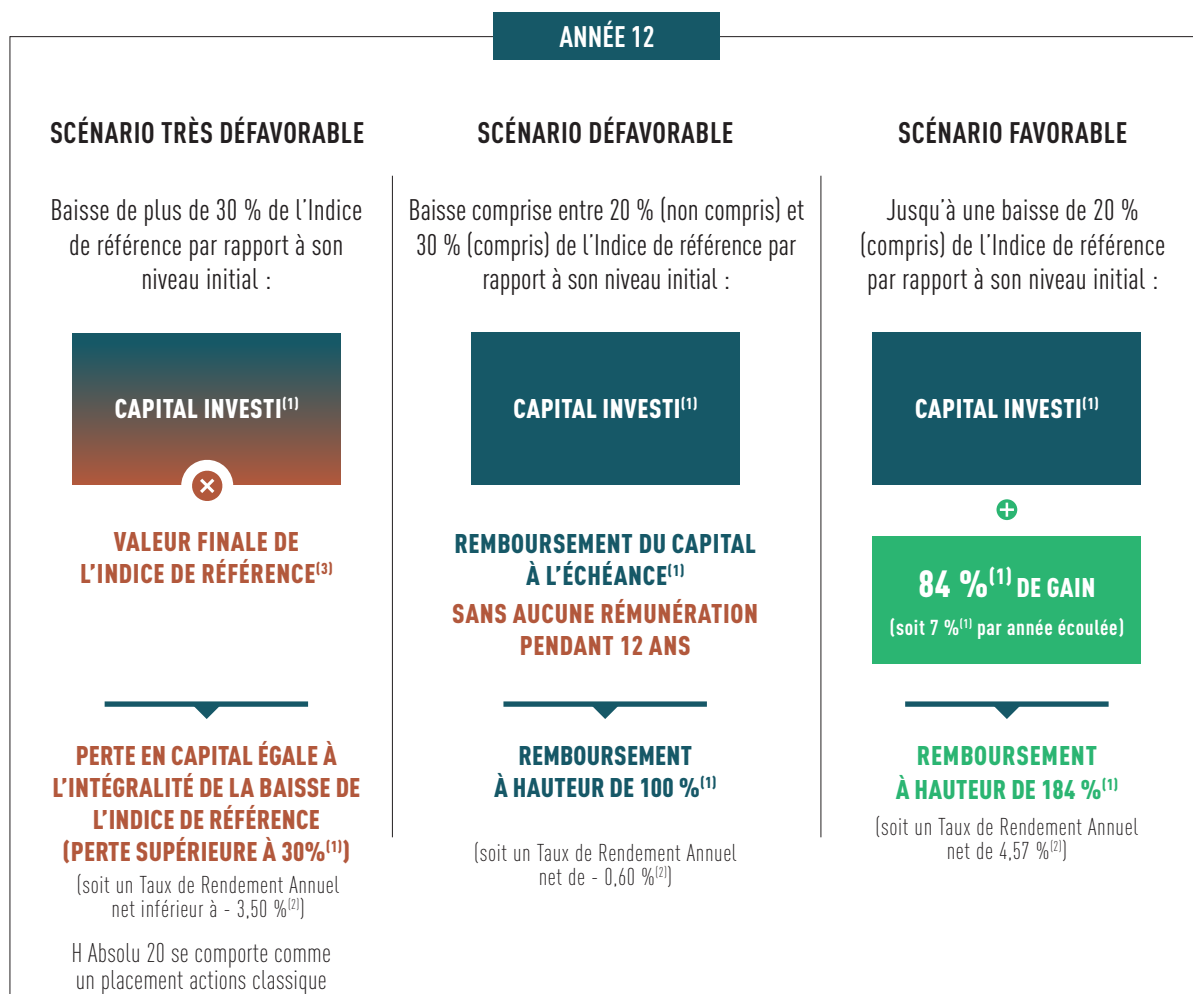 ANNÉE 12
SCÉNARIO TRÈS DÉFAVORABLE
Baisse de plus de 30 % de l’Indice
de référence par rapport à son
niveau initial :
CAPITAL INVESTI(1)
VALEUR FINALE DE
L’INDICE DE RÉFÉRENCE(3)
PERTE EN CAPITAL ÉGALE À
L’INTÉGRALITÉ DE LA BAISSE DE
L’INDICE DE RÉFÉRENCE
(PERTE SUPÉRIEURE À 30%(1))
(soit un Taux de Rendement Annuel
net inférieur à - 3,50 %(2))
H Absolu 20 se comporte comme
un placement actions classique
SCÉNARIO DÉFAVORABLE
Baisse comprise entre 20 % (non compris) et
30 % (compris) de l’Indice de référence par
rapport à son niveau initial :
CAPITAL INVESTI(1)
REMBOURSEMENT DU CAPITAL
À L’ÉCHÉANCE(1)
SANS AUCUNE RÉMUNÉRATION
PENDANT 12 ANS
REMBOURSEMENT
À HAUTEUR DE 100 %(1)
(soit un Taux de Rendement Annuel
net de - 0,60 %(2))
SCÉNARIO FAVORABLE
Jusqu’à une baisse de 20 %
(compris) de l’Indice de référence
par rapport à son niveau initial :
CAPITAL INVESTI(1)
84 %(1) DE GAIN
(soit 7 %(1) par année écoulée)
REMBOURSEMENT
À HAUTEUR DE 184 %(1)
(soit un Taux de Rendement Annuel
net de 4,57 %(2))